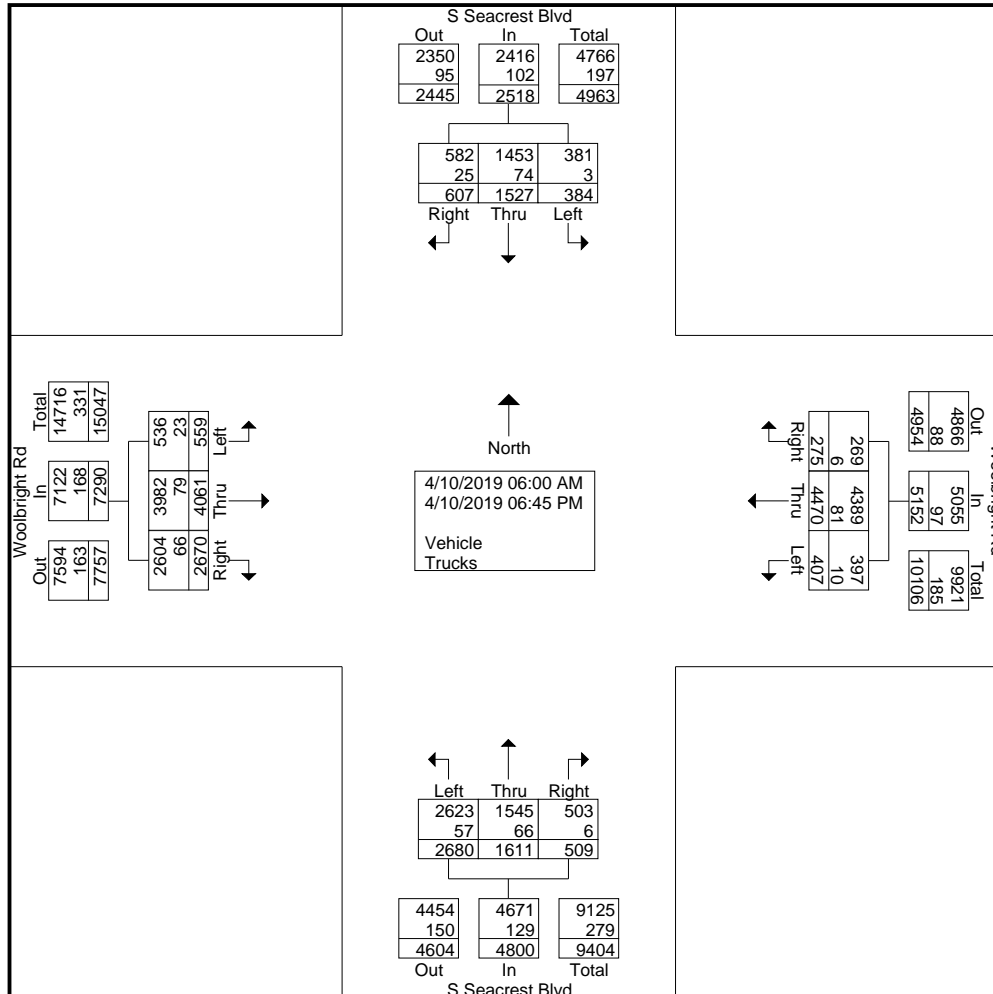 S Seacrest Blvd
Out In Total
2350 2416 4766
95 102 197
2445 2518 4963
582 1453 381
25 74 3
607 1527 384
Right Thru Left
Woolbright Rd
Total In Out
14716 7122 7594
331 168 163
15047 7290 7757
Left Thru Right
536 3982 2604
23 79 66
559 4061 2670
North
4/10/2019 06:00 AM
4/10/2019 06:45 PM
Vehicle
Trucks
Right Thru Left
269 4389 397
6 81 10
275 4470 407
Out In Total
4866 5055 9921
88 97 185
4954 5152 10106
Left Thru Right
2623 1545 503
57 66 6
2680 1611 509
4454 4671 9125
150 129 279
4604 4800 9404
Out In Total
S Seacrest Blvd